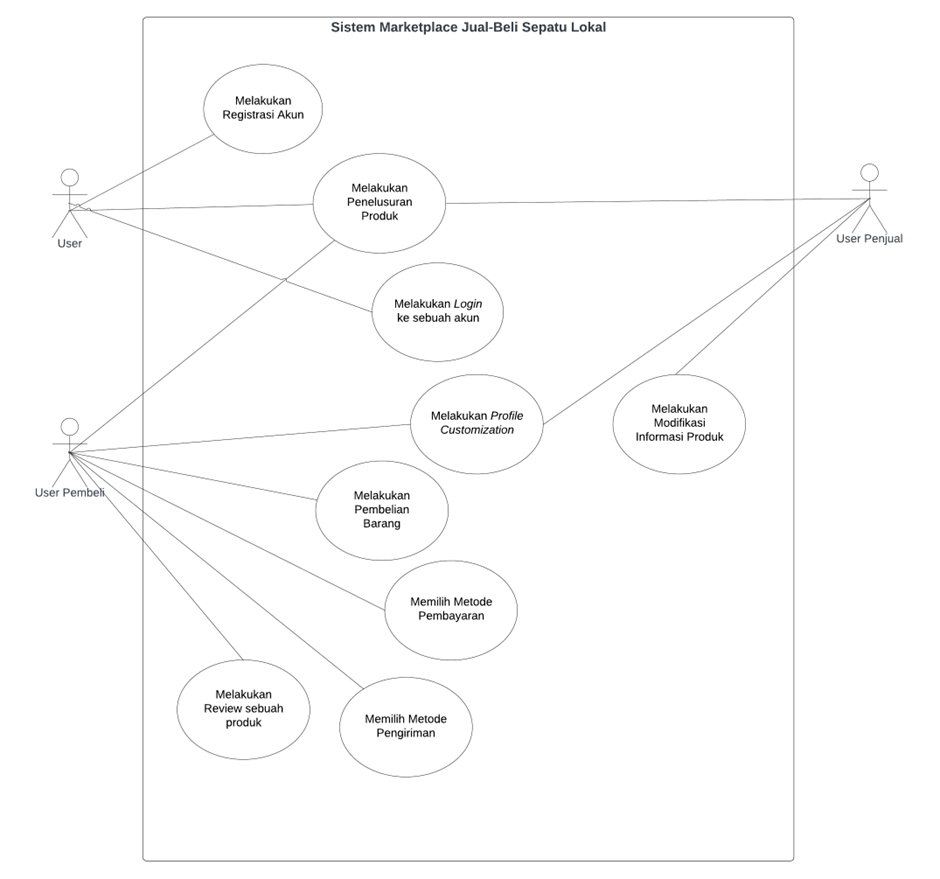 Sistem Marketplace Jual-Beli Sepatu Lokal
Melakukan
Registrasi Akun
Melakukan
Penelusuran
Produk
User
User Penjual
Melakukan Login
ke sebuah akun
Melakukan Profile
Customization
Melakukan
Modifikasi
Informasi Produk
User Pembeli
Melakukan
Pembelian
Barang
Memilih Metode
Pembayaran
Melakukan
Review sebuah
produk
Memilih Metode
Pengiriman